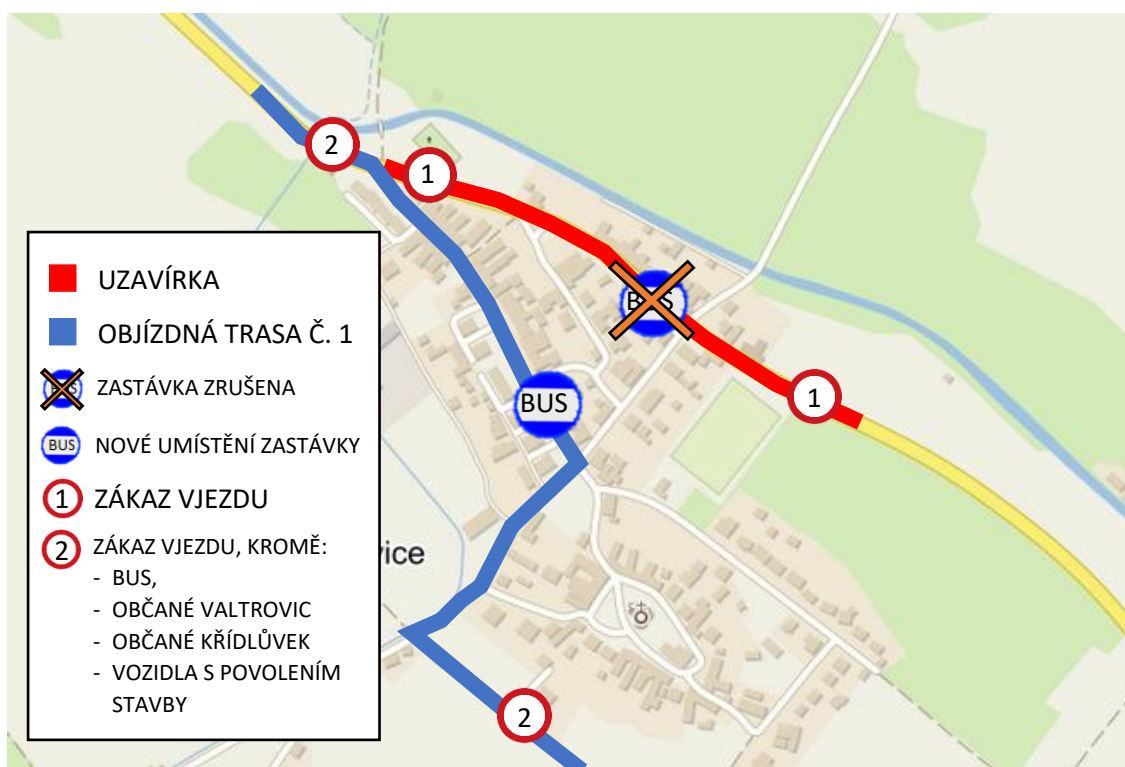 2
1
BUS
1
BUS
vice
2
UZAVÍRKA
OBJÍZDNÁ TRASA Č. 1
BUS ZASTÁVKA ZRUŠENA
BUS NOVÉ UMÍSTĚNÍ ZASTÁVKY
1 ZÁKAZ VJEZDU
2 ZÁKAZ VJEZDU, KROMĚ:
- BUS,
- OBČANÉ VALTROVIC
- OBČANÉ KŘÍDLŮVEK
- VOZIDLA S POVOLENÍM
STAVBY